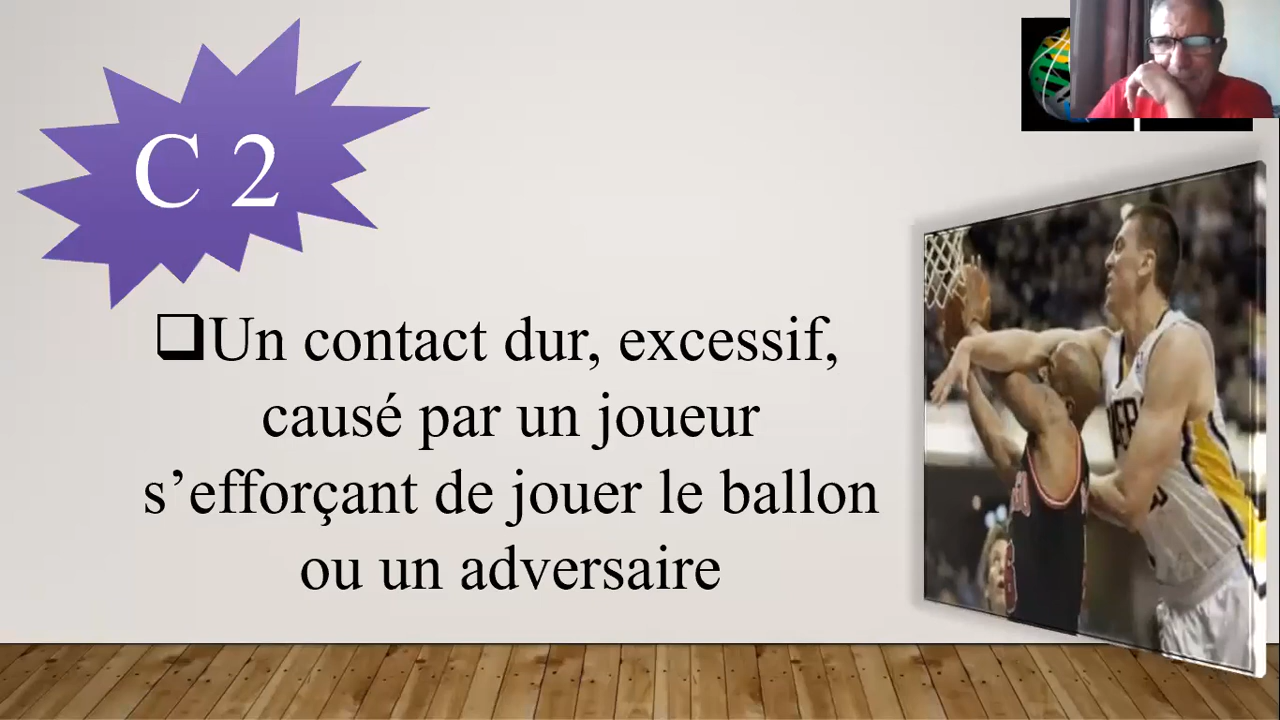 C 2
❑Un contact dur, excessif,
causé par un joueur
s’efforçant de jouer le ballon
ou un adversaire